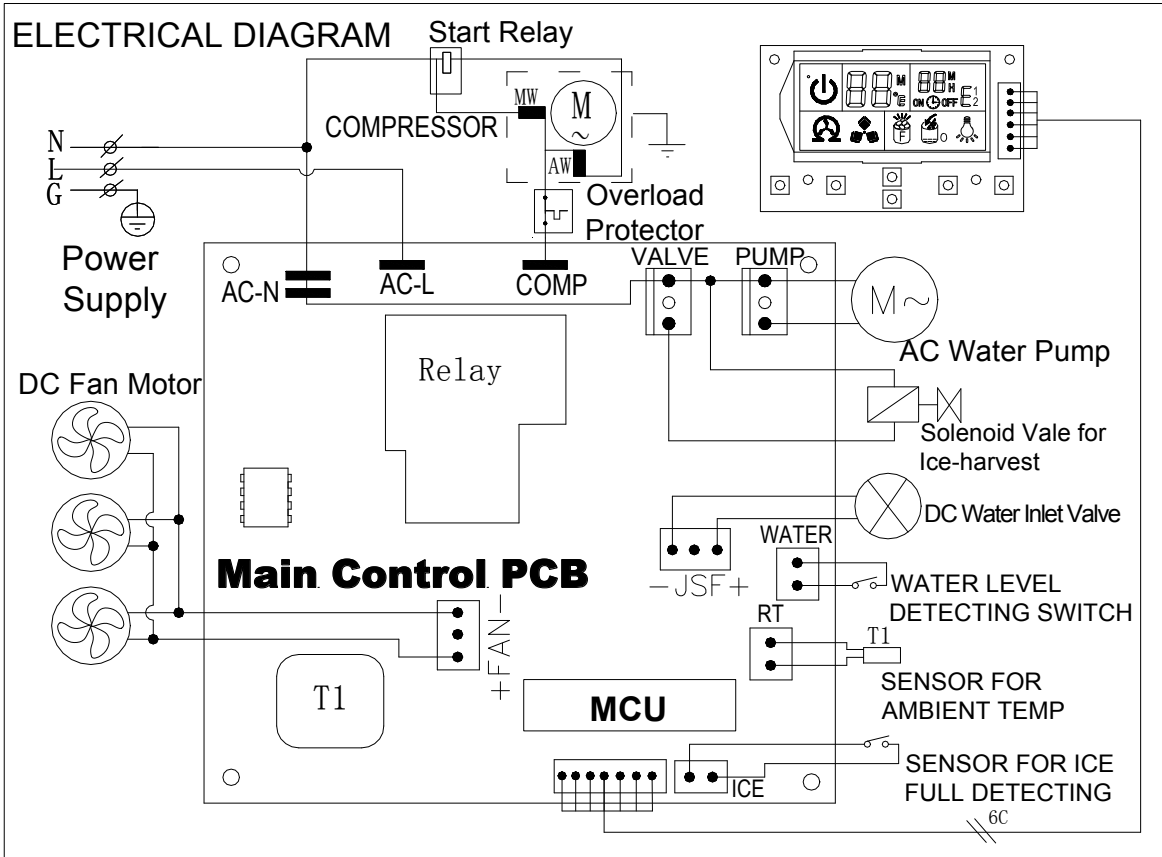 ELECTRICAL DIAGRAM
Start Relay
MW
M
~
COMPRESSOR
AW
N
L
G
Overload
Protector
Power
Supply
M
°E
M
H
ON OFF
E1
2
F
AC-N
AC-L
COMP
VALVE
PUMP
M~
AC Water Pump
Relay
DC Fan Motor
Solenoid Vale for
Ice-harvest
DC Water Inlet Valve
Main Control PCB
-JSF+
WATER
WATER LEVEL
DETECTING SWITCH
RT
T1
+FAN-
SENSOR FOR
AMBIENT TEMP
T1
MCU
ICE
SENSOR FOR ICE
FULL DETECTING
6C